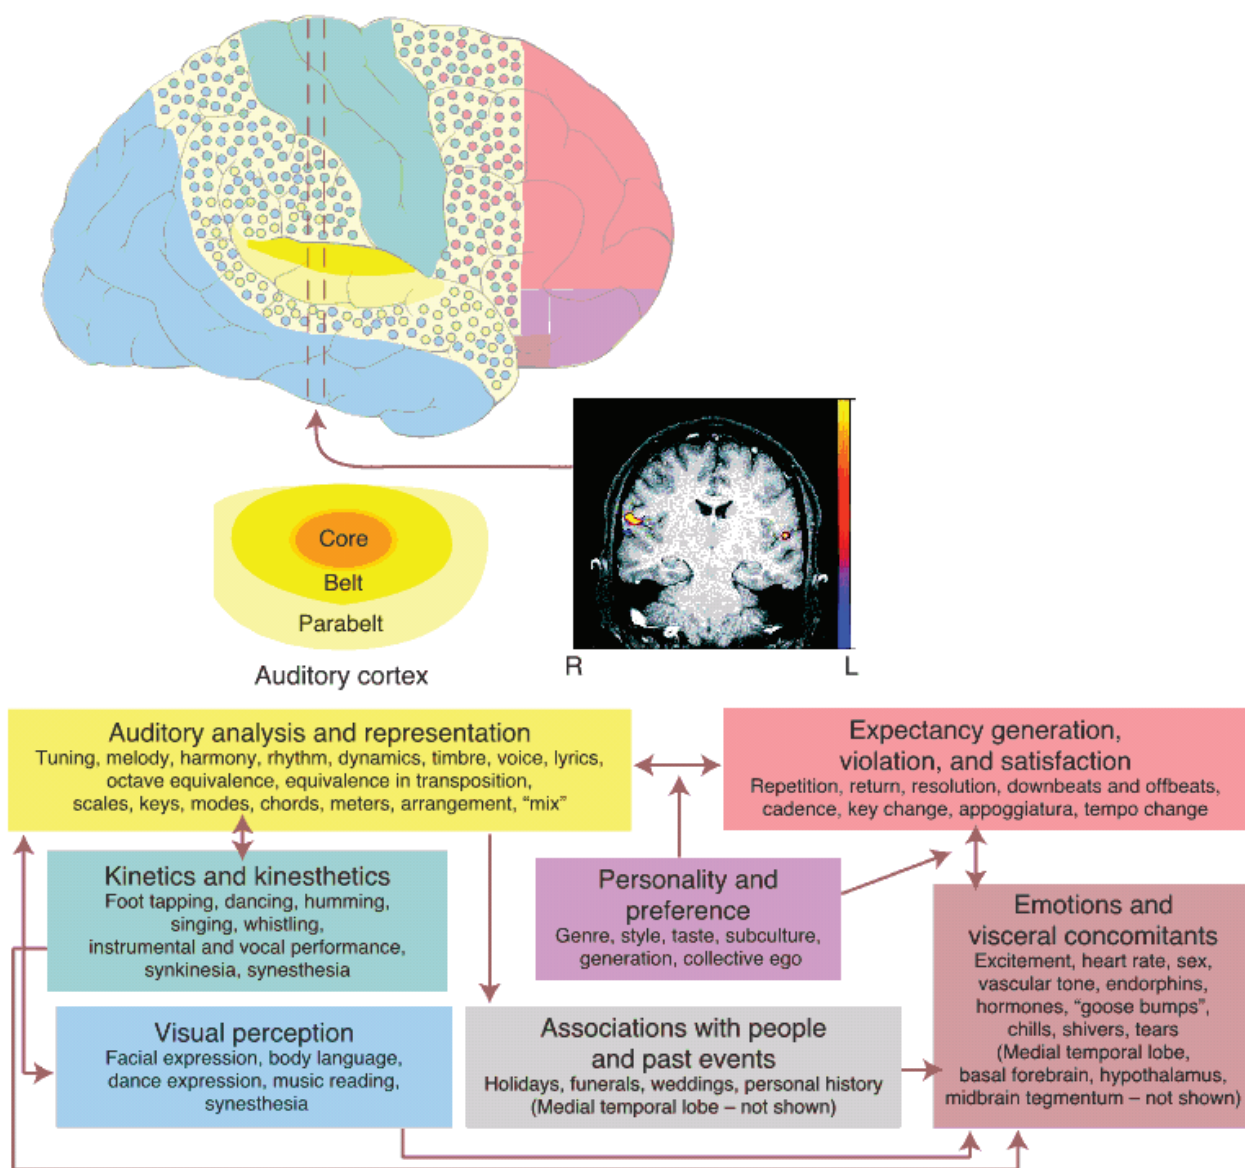 Core
Belt
Parabelt
Auditory cortex
R
L
Auditory analysis and representation
Tuning, melody, harmony, rhythm, dynamics, timbre, voice, lyrics,
octave equivalence, equivalence in transposition,
scales, keys, modes, chords, meters, arrangement, “mix”
Expectancy generation,
violation, and satisfaction
Repetition, return, resolution, downbeats and offbeats,
cadence, key change, appoggiatura, tempo change
Kinetics and kinesthetics
Foot tapping, dancing, humming,
singing, whistling,
instrumental and vocal performance,
synkinesia, synesthesia
Personality and
preference
Genre, style, taste, subculture,
generation, collective ego
Emotions and
visceral concomitants
Excitement, heart rate, sex,
vascular tone, endorphins,
hormones, “goose bumps”,
chills, shivers, tears
(Medial temporal lobe,
basal forebrain, hypothalamus,
midbrain tegmentum – not shown)
Visual perception
Facial expression, body language,
dance expression, music reading,
synesthesia
Associations with people
and past events
Holidays, funerals, weddings, personal history
(Medial temporal lobe – not shown)